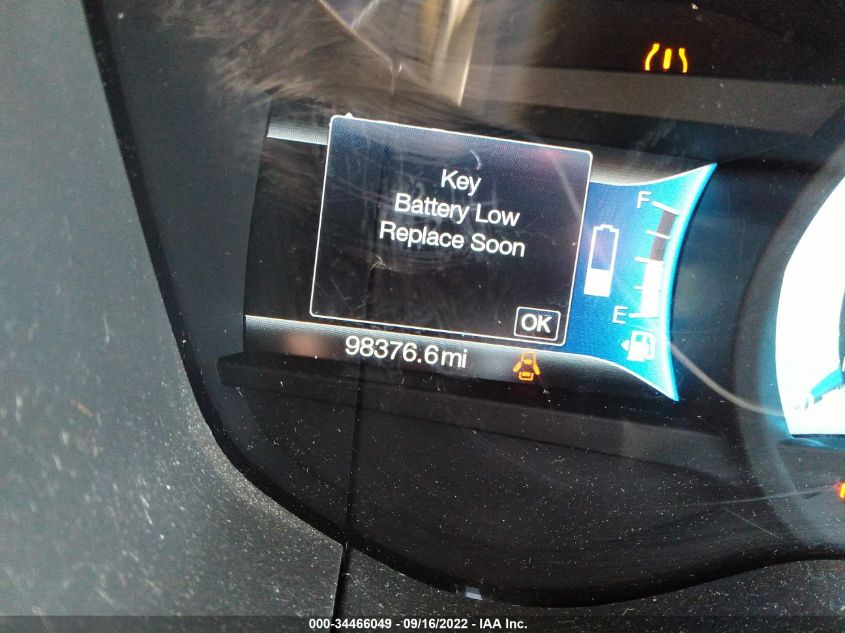 Key
Battery Low
Replace Soon
OK
F
E
98376.6mi
000-34466049 - 09/16/2022 - IAA Inc.